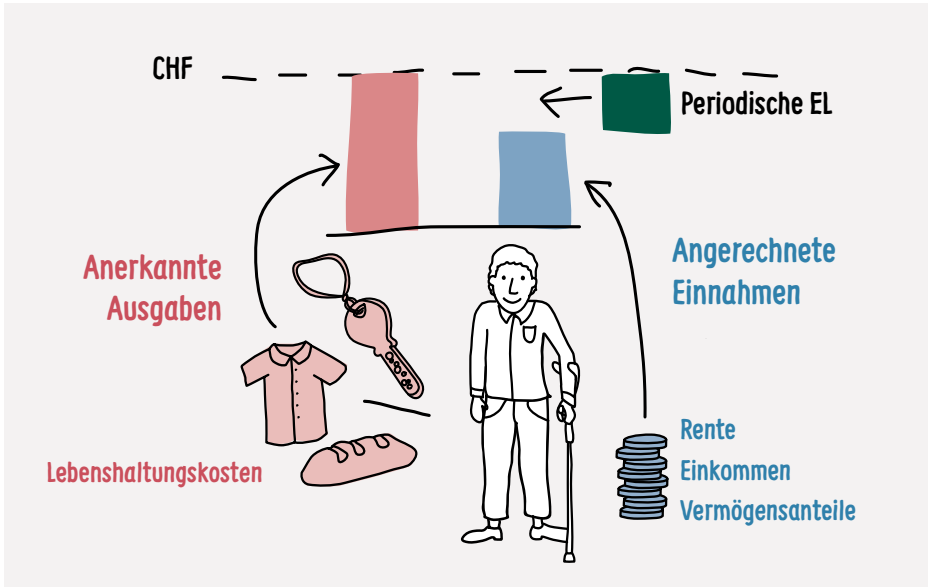 CHF
Periodische EL
Anerkannte
Ausgaben
Angerechnete
Einnahmen
Lebenshaltungskosten
Rente
Einkommen
Vermögensanteile